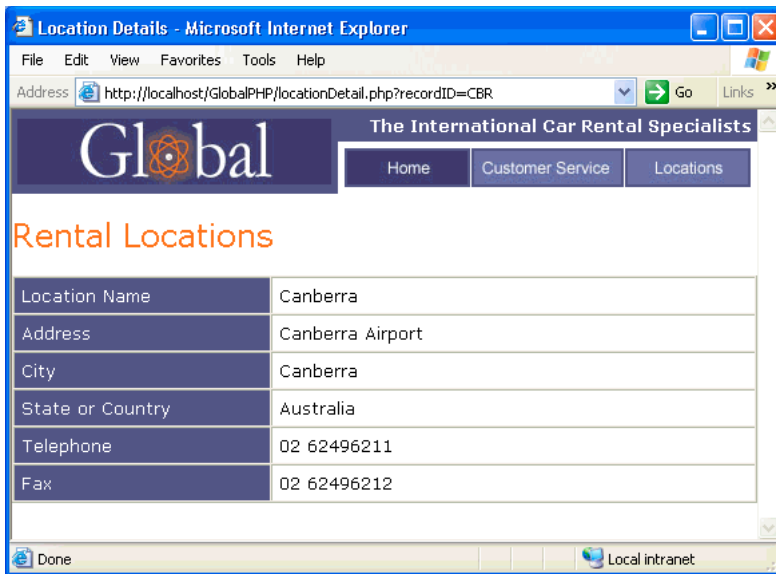 Location Details - Microsoft Internet Explorer
File Edit View Favorites Tools Help
Address http://localhost/GlobalPHP/locationDetail.php?recordID=CBR Go Links »
Global The International Car Rental Specialists
Home Customer Service Locations
Rental Locations
Location Name Canberra
Address Canberra Airport
City Canberra
State or Country Australia
Telephone 02 62496211
Fax 02 62496212
Done Local intranet